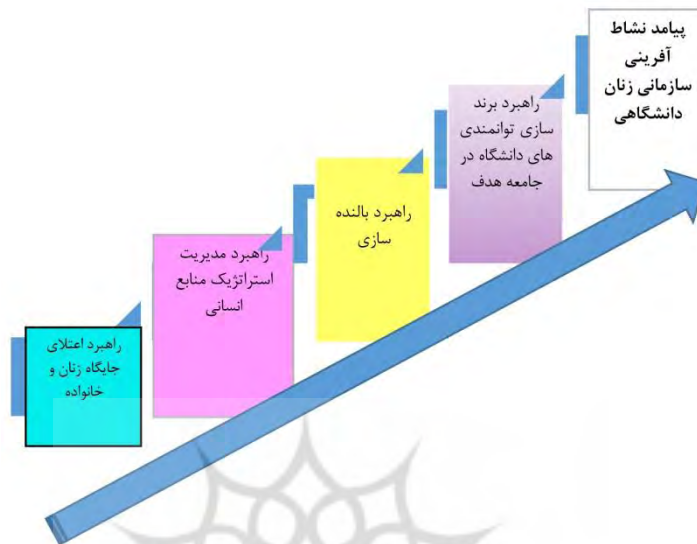 پیامد نشاط
آفرینی
سازمانی زنان
دانشگاهی
راهبرد برند
سازی توانمندی
های دانشگاه در
جامعه هدف
راهبرد بالنده
سازی
راهبرد مدیریت
استراتژیک منابع
انسانی
راهبرد اعتلای
جایگاه زنان و
خانواده